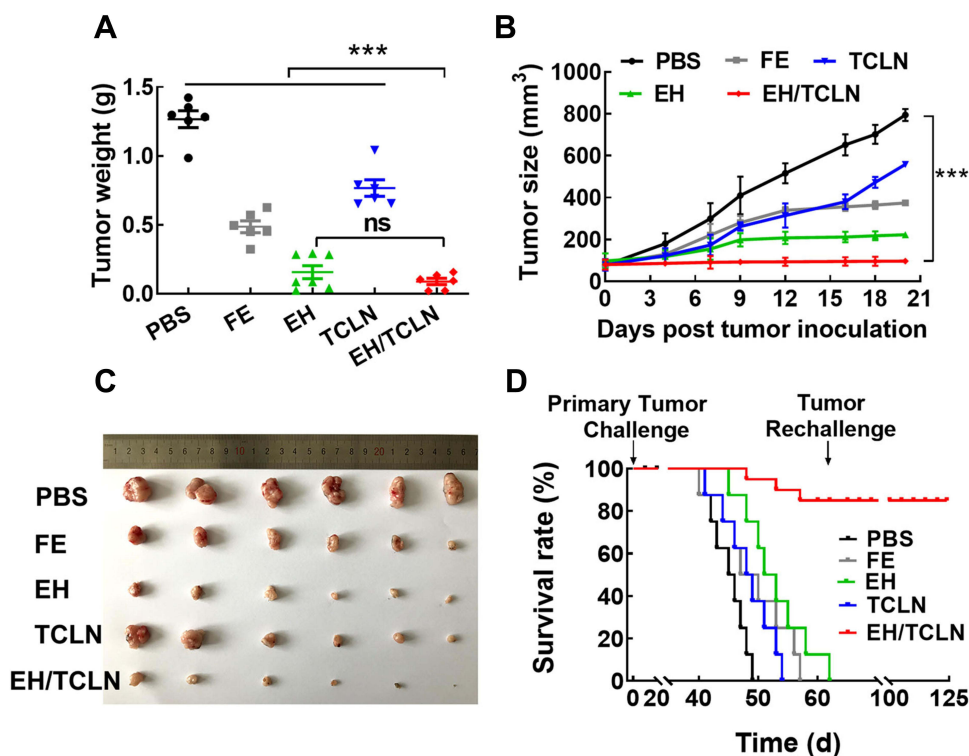 A
***
Tumor weight (g)
1.5
1.0
0.5
0.0
ns
PBS
FE
EH
TCLN
EH/TCLN
B
PBS
FE
TCLN
EH
EH/TCLN
Tumor size (mm³)
1000
800
600
400
200
0
***
0 3 6 9 12 15 18 21
Days post tumor inoculation
C
PBS
FE
EH
TCLN
EH/TCLN
10
20
D
Primary Tumor
Challenge
Tumor
Rechallenge
Survival rate (%)
100
80
60
40
20
0
PBS
FE
EH
TCLN
EH/TCLN
0 20 40 50 60 100 125
Time (d)